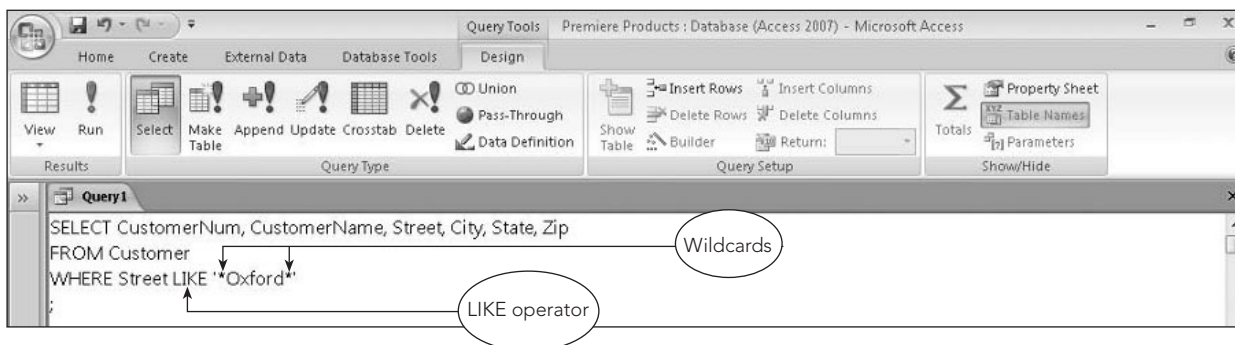 Query Tools Premiere Products : Database (Access 2007) - Microsoft Access
Home Create External Data Database Tools Design
View Run Select Make Table Append Update Crosstab Delete
Union
Pass-Through
Data Definition
Show Table
Insert Rows
Delete Rows
Builder
Insert Columns
Delete Columns
Return:
Totals
Property Sheet
XYZ Table Names
[?] Parameters
Results Query Type Query Setup Show/Hide
» Query1
SELECT CustomerNum, CustomerName, Street, City, State, Zip
FROM Customer
WHERE Street LIKE '*Oxford*'
;
Wildcards
LIKE operator